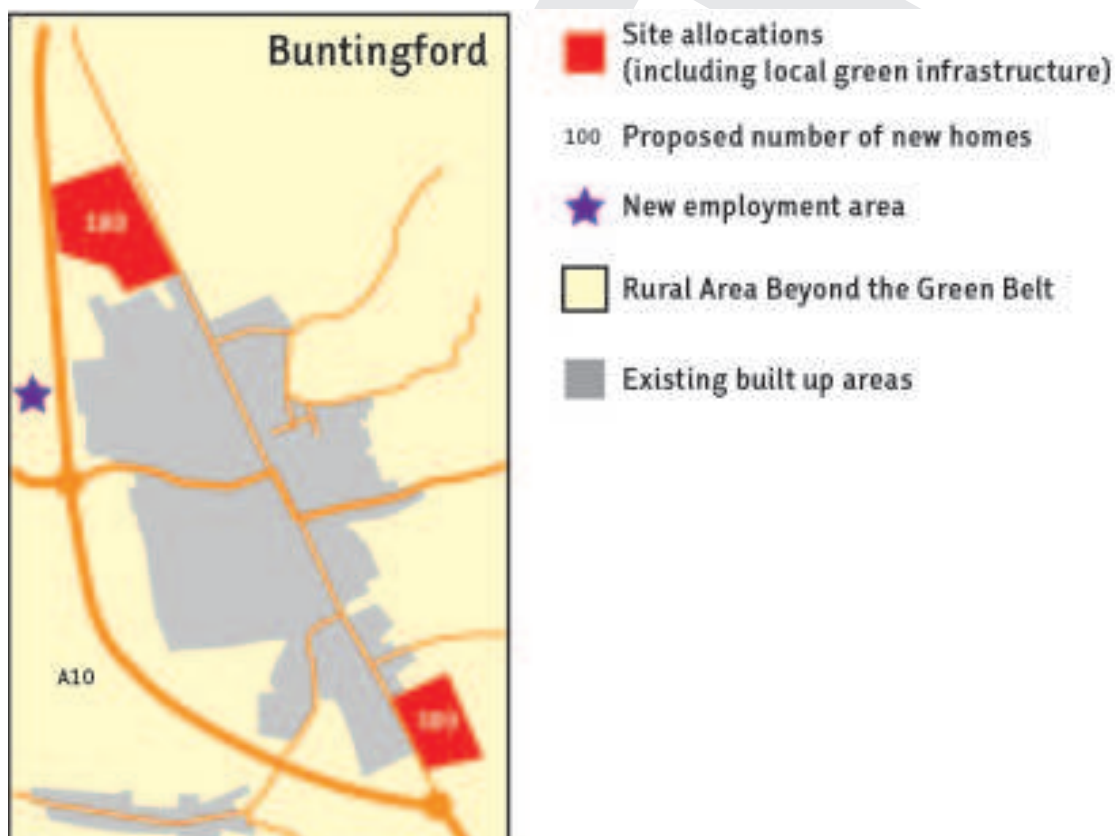 Buntingford
180
A10
Site allocations
(including local green infrastructure)
100 Proposed number of new homes
New employment area
Rural Area Beyond the Green Belt
Existing built up areas